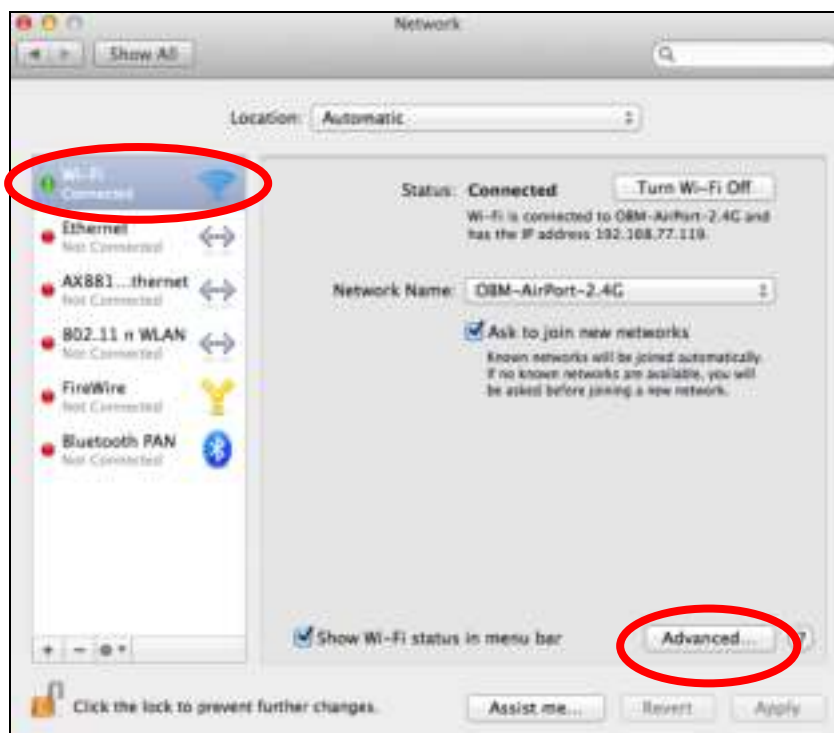 Network
Show All
Location: Automatic
Wi-Fi
Connected
Ethernet
Not Connected
AX881...thernet
Not Connected
802.11 n WLAN
Not Connected
FireWire
Not Connected
Bluetooth PAN
Not Connected
Status: Connected
Turn Wi-Fi Off
Wi-Fi is connected to OBM-AirPort-2.4G and
has the IP address 192.168.77.119.
Network Name: OBM-AirPort-2.4G
Ask to join new networks
Known networks will be joined automatically.
If no known networks are available, you will
be asked before joining a new network.
Show Wi-Fi status in menu bar
Advanced... ?
Click the lock to prevent further changes.
Assist me... Revert Apply